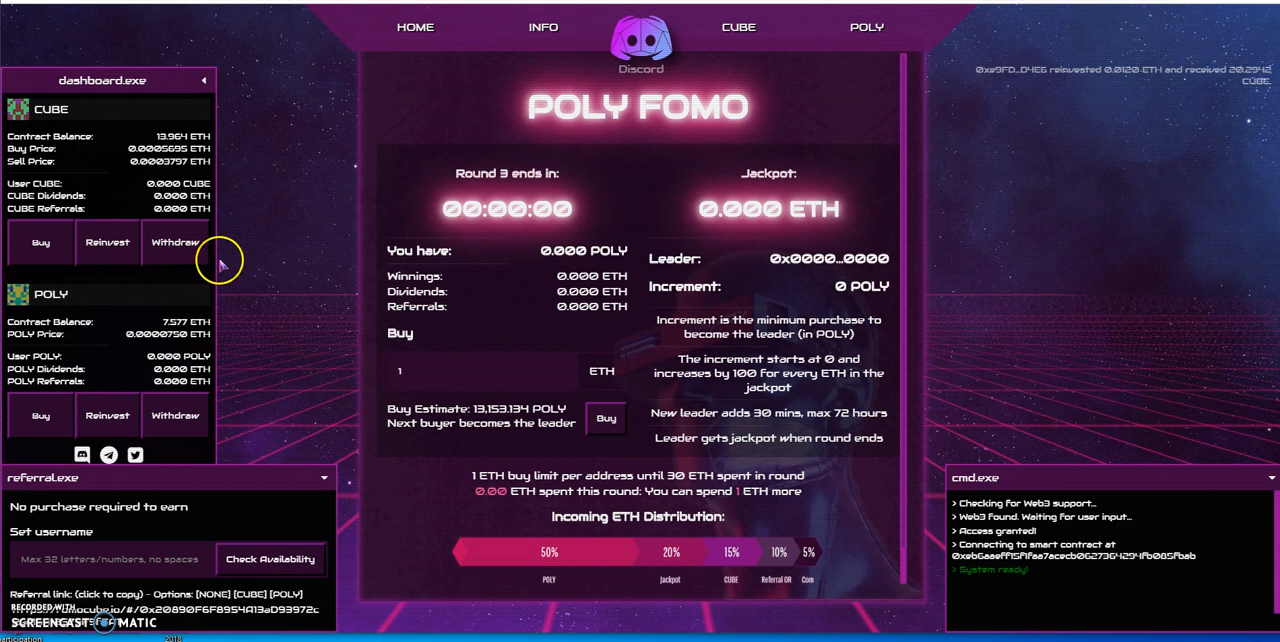 HOME INFO CUBE POLY
Discord
dashboard.exe
CUBE
Contract Balance: 13.964 ETH
Buy Price: 0.0005695 ETH
Sell Price: 0.0003797 ETH
User CUBE: 0.000 CUBE
CUBE Dividends: 0.000 ETH
CUBE Referrals: 0.000 ETH
Buy Reinvest Withdraw
POLY
Contract Balance: 7.577 ETH
POLY Price: 0.0000750 ETH
User POLY: 0.000 POLY
POLY Dividends: 0.000 ETH
POLY Referrals: 0.000 ETH
Buy Reinvest Withdraw
referral.exe
No purchase required to earn
Set username
Max 32 letters/numbers, no spaces Check Availability
Referral link: (click to copy) - Options: [NONE] [CUBE] [POLY]
RECORDED WITH
SCREENCAST MATIC
2018
POLY FOMO
Round 3 ends in:
00:00:00
You have: 0.000 POLY
Winnings: 0.000 ETH
Dividends: 0.000 ETH
Referrals: 0.000 ETH
Buy
1 ETH
Buy Estimate: 13,153.134 POLY
Next buyer becomes the leader
Buy
Jackpot:
0.000 ETH
Leader: 0x0000...0000
Increment: 0 POLY
Increment is the minimum purchase to
become the leader (in POLY)
The increment starts at 0 and
increases by 100 for every ETH in the
jackpot
New leader adds 30 mins, max 72 hours
Leader gets jackpot when round ends
1 ETH buy limit per address until 30 ETH spent in round
0.00 ETH spent this round: You can spend 1 ETH more
Incoming ETH Distribution:
50% 20% 15% 10% 5%
POLY Jackpot CUBE Referral OR Com
0xe9FD_D4E6 reinvested 0.0120 ETH and received 20.2942
CUBE.
cmd.exe
> Checking for Web3 support...
> Web3 Found. Waiting for user input...
> Access granted!
> Connecting to smart contract at
> System ready!